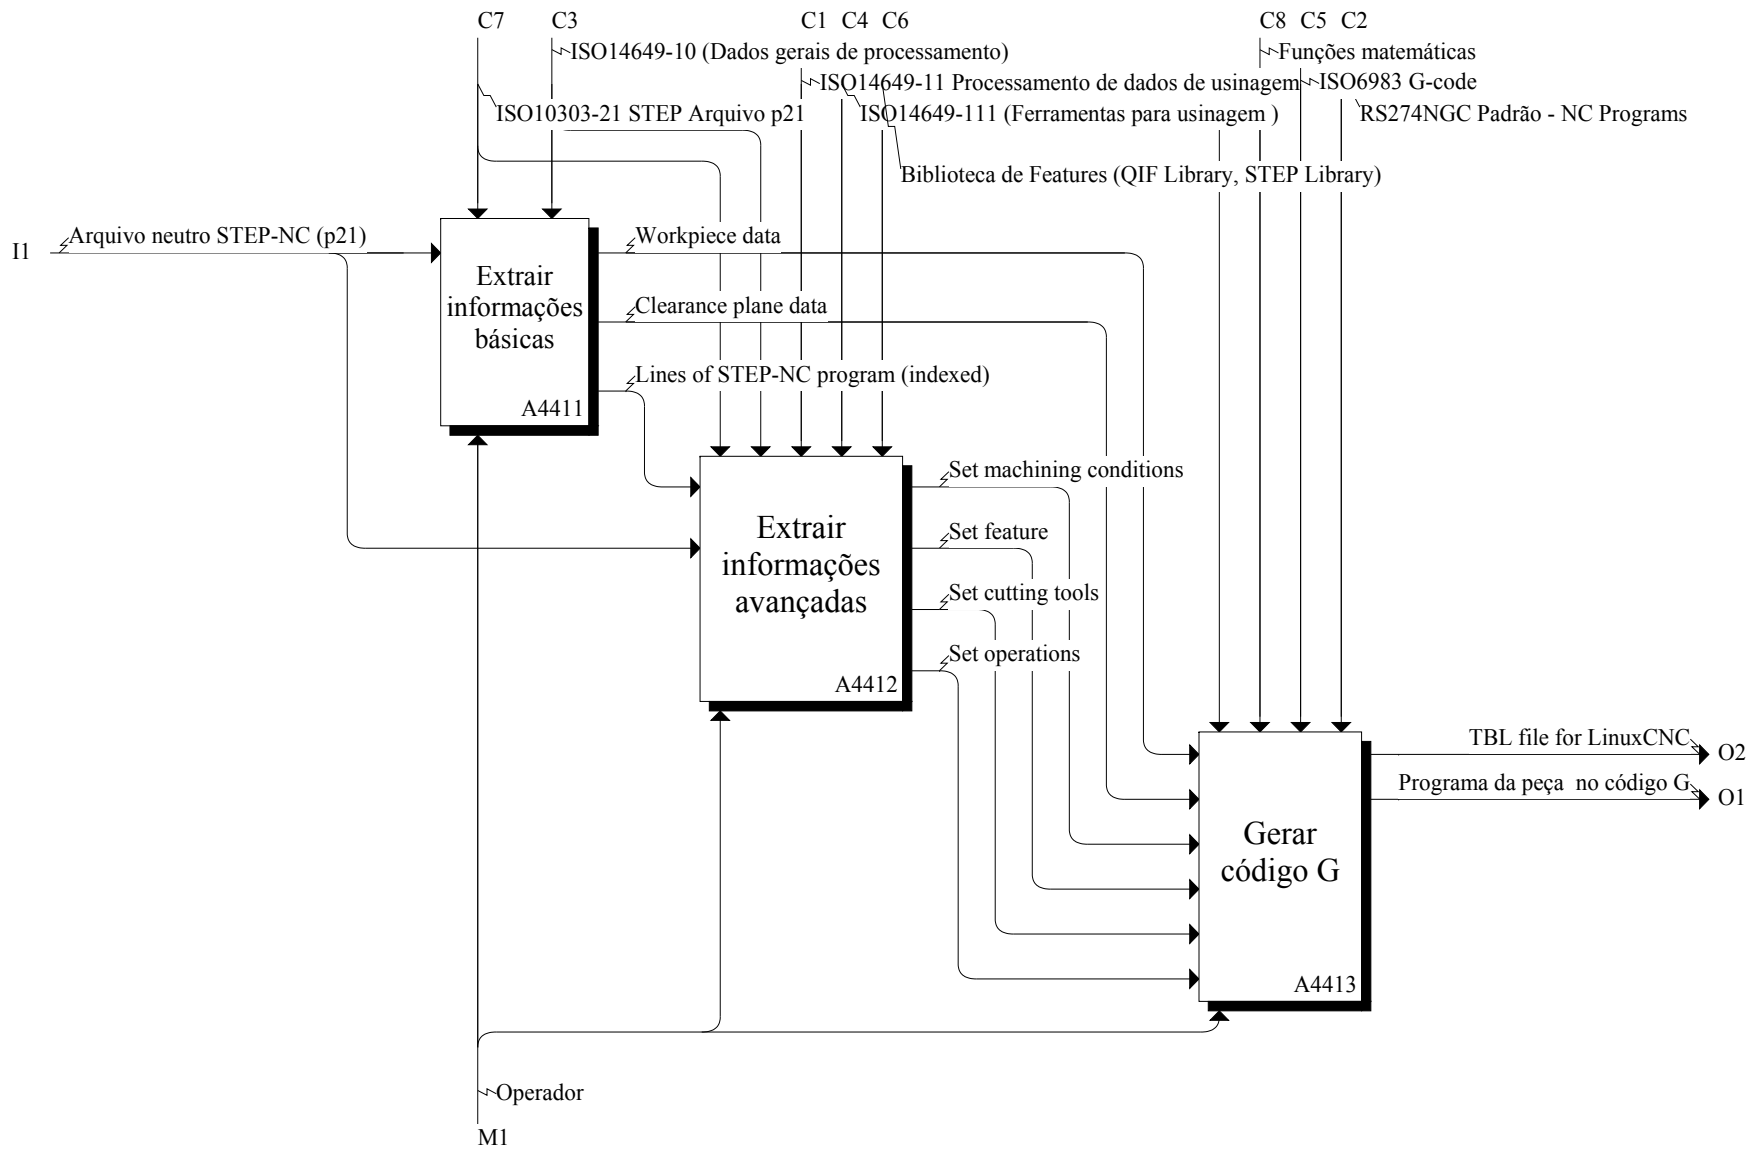 C7 C3 C1 C4 C6 C8 C5 C2
ISO14649-10 (Dados gerais de processamento)
Funções matemáticas
ISO14649-11 Processamento de dados de usinagem
ISO6983 G-code
ISO10303-21 STEP Arquivo p21
ISO14649-111 (Ferramentas para usinagem )
RS274NGC Padrão - NC Programs
Biblioteca de Features (QIF Library, STEP Library)
I1
Arquivo neutro STEP-NC (p21)
Extrair
informações
básicas
A4411
Workpiece data
Clearance plane data
Lines of STEP-NC program (indexed)
Extrair
informações
avançadas
A4412
Set machining conditions
Set feature
Set cutting tools
Set operations
Gerar
código G
A4413
TBL file for LinuxCNC
O2
Programa da peça  no código G
O1
Operador
M1